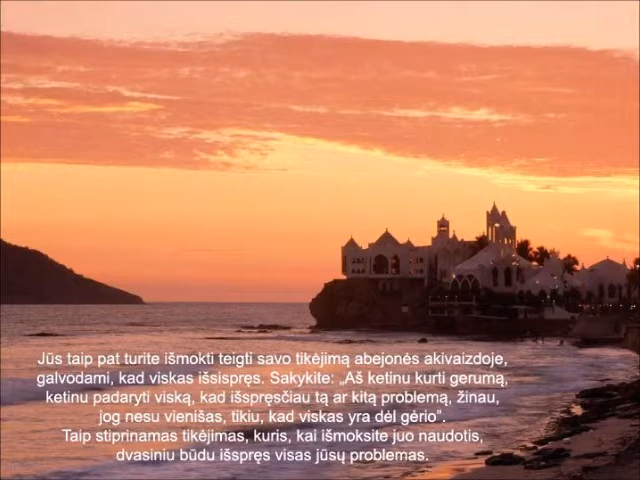 Jūs taip pat turite išmokti teigti savo tikėjimą abejonės akivaizdoje,
galvodami, kad viskas išsispręs. Sakykite: „Aš ketinu kurti gerumą,
ketinu padaryti viską, kad išspręsčiau tą ar kitą problemą, žinau,
jog nesu vienišas, tikiu, kad viskas yra dėl gėrio”.
Taip stiprinamas tikėjimas, kuris, kai išmoksite juo naudotis,
dvasiniu būdu išspręs visas jūsų problemas.